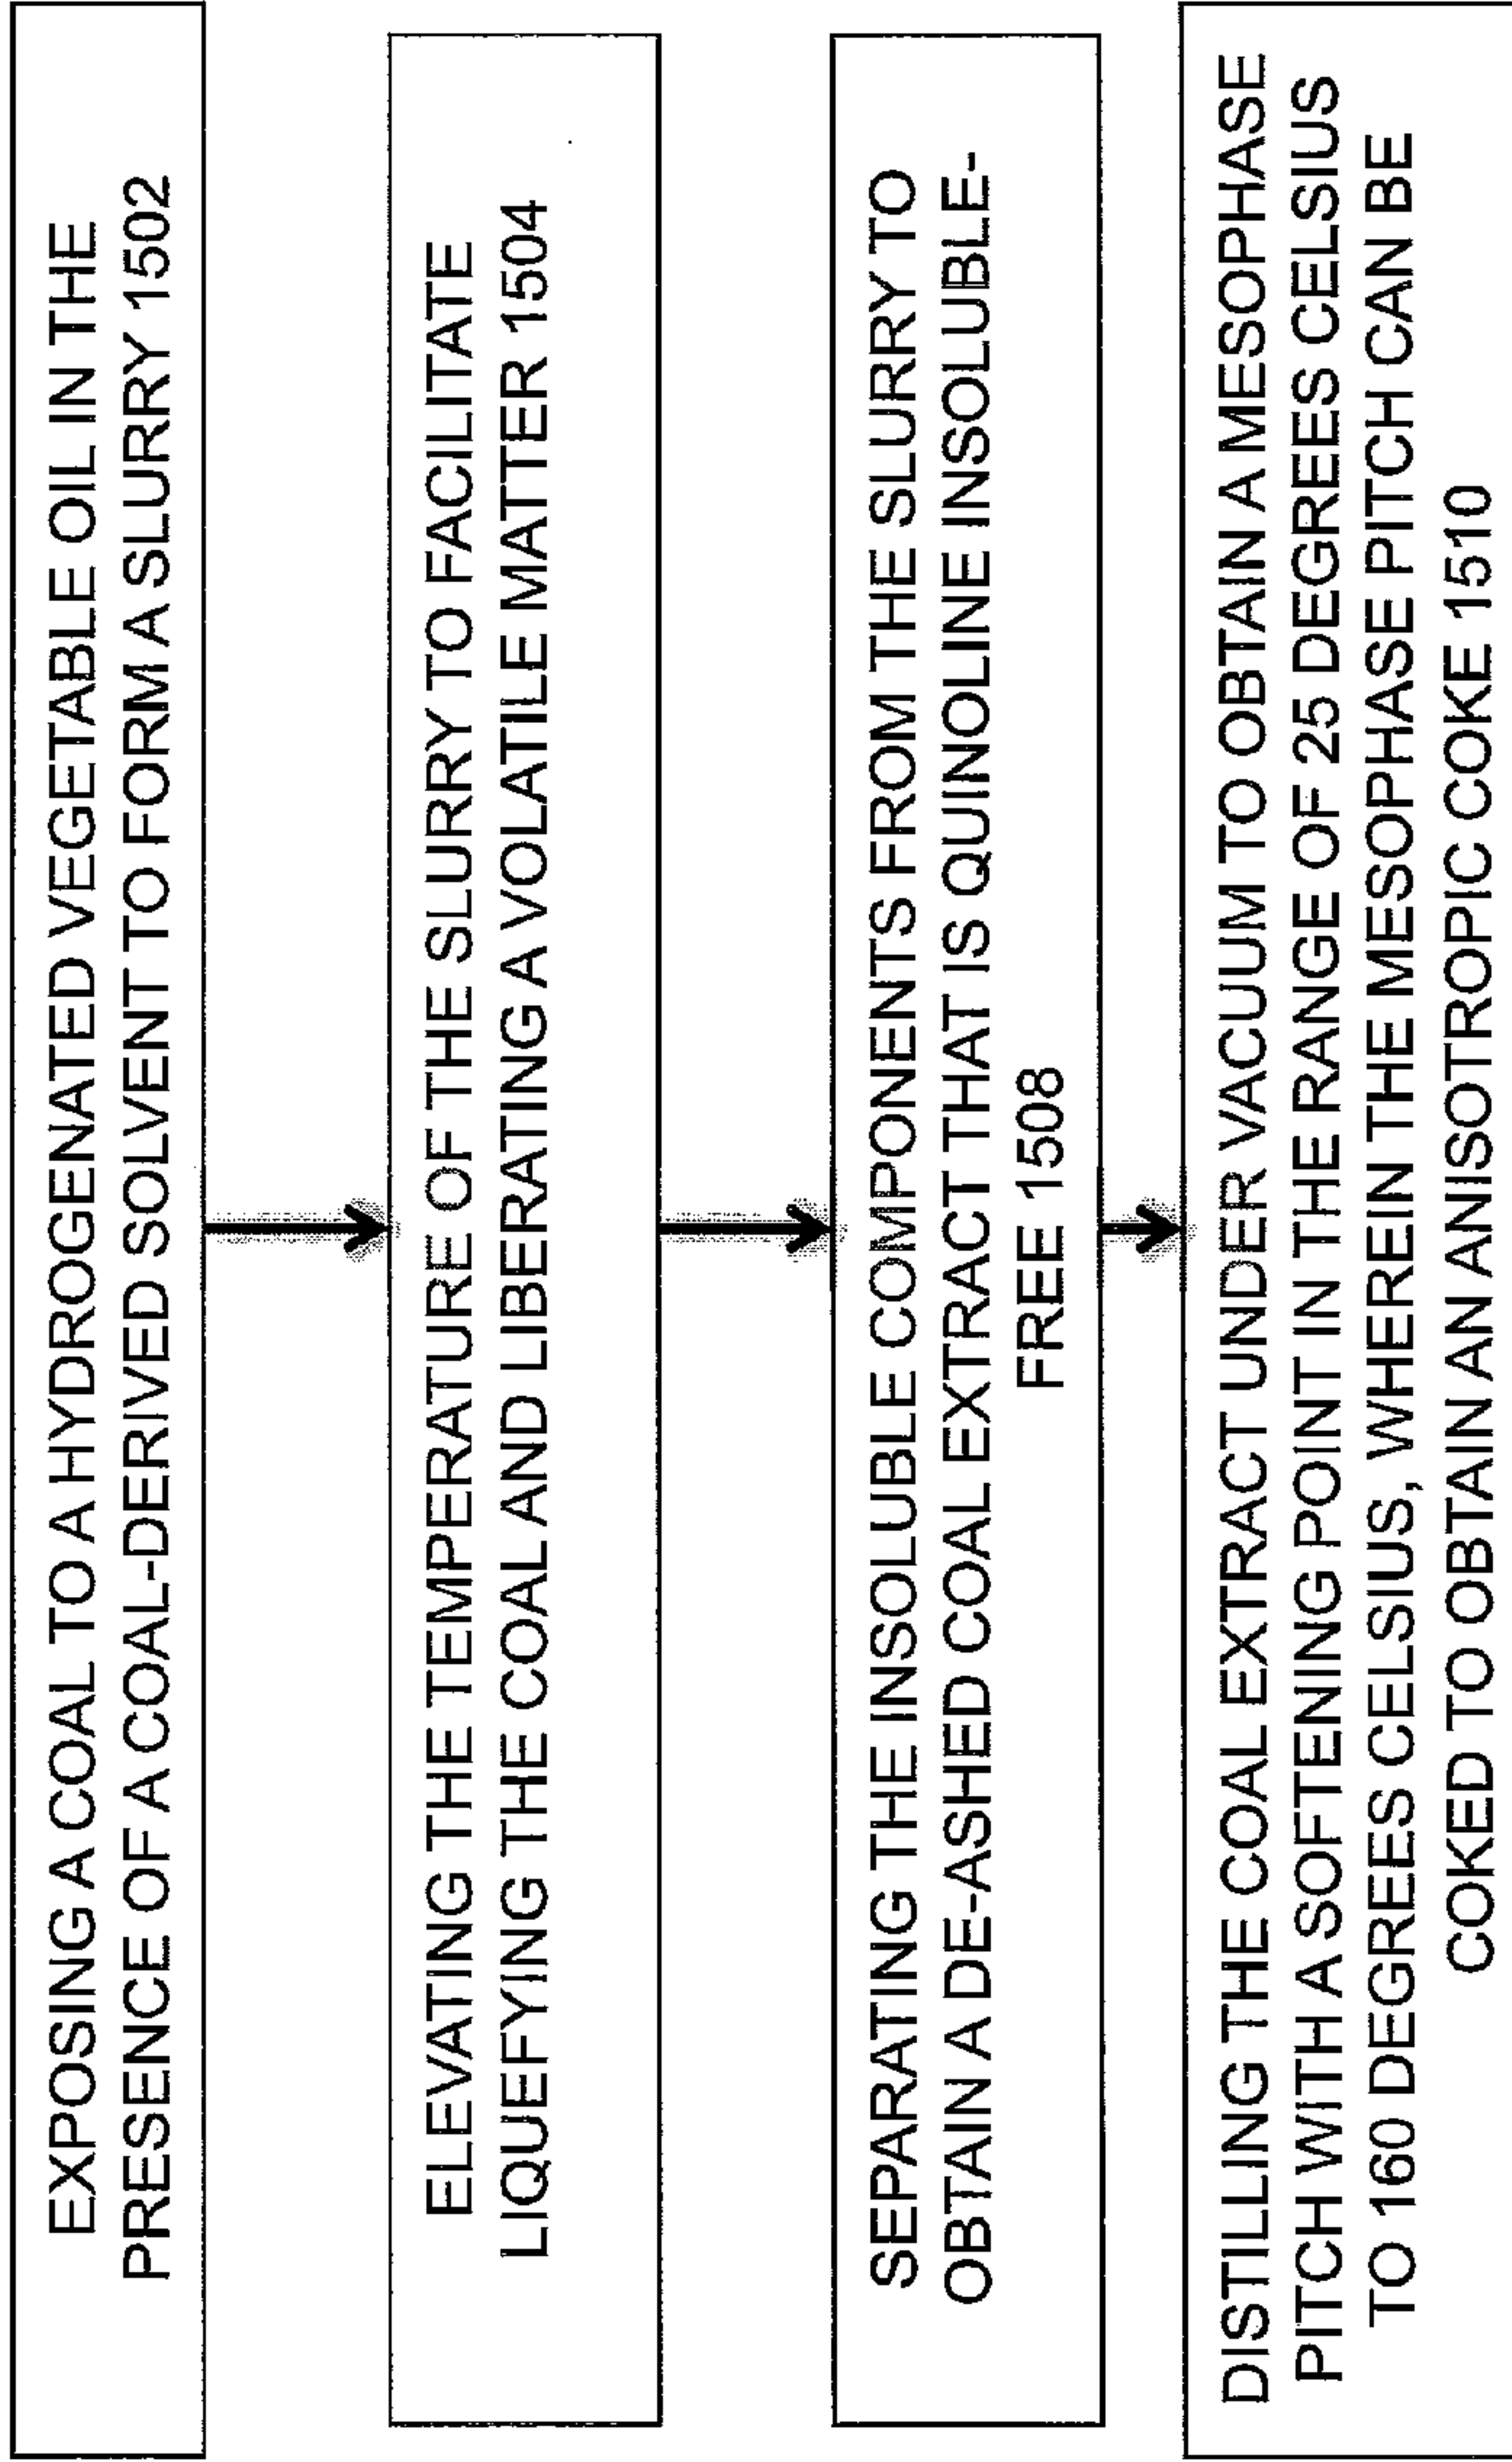 EXPOSING A COAL TO A HYDROGENATED VEGETABLE OIL IN THE
PRESENCE OF A COAL-DERIVED SOLVENT TO FORM A SLURRY 1502
ELEVATING THE TEMPERATURE OF THE SLURRY TO FACILITATE
LIQUEFYING THE COAL AND LIBERATING A VOLATILE MATTER 1504
SEPARATING THE INSOLUBLE COMPONENTS FROM THE SLURRY TO
OBTAIN A DE-ASHED COAL EXTRACT THAT IS QUINOLINE INSOLUBLE-
FREE 1508
DISTILLING THE COAL EXTRACT UNDER VACUUM TO OBTAIN A MESOPHASE
PITCH WITH A SOFTENING POINT IN THE RANGE OF 25 DEGREES CELSIUS
TO 160 DEGREES CELSIUS, WHEREIN THE MESOPHASE PITCH CAN BE
COKED TO OBTAIN AN ANISOTROPIC COKE 1510